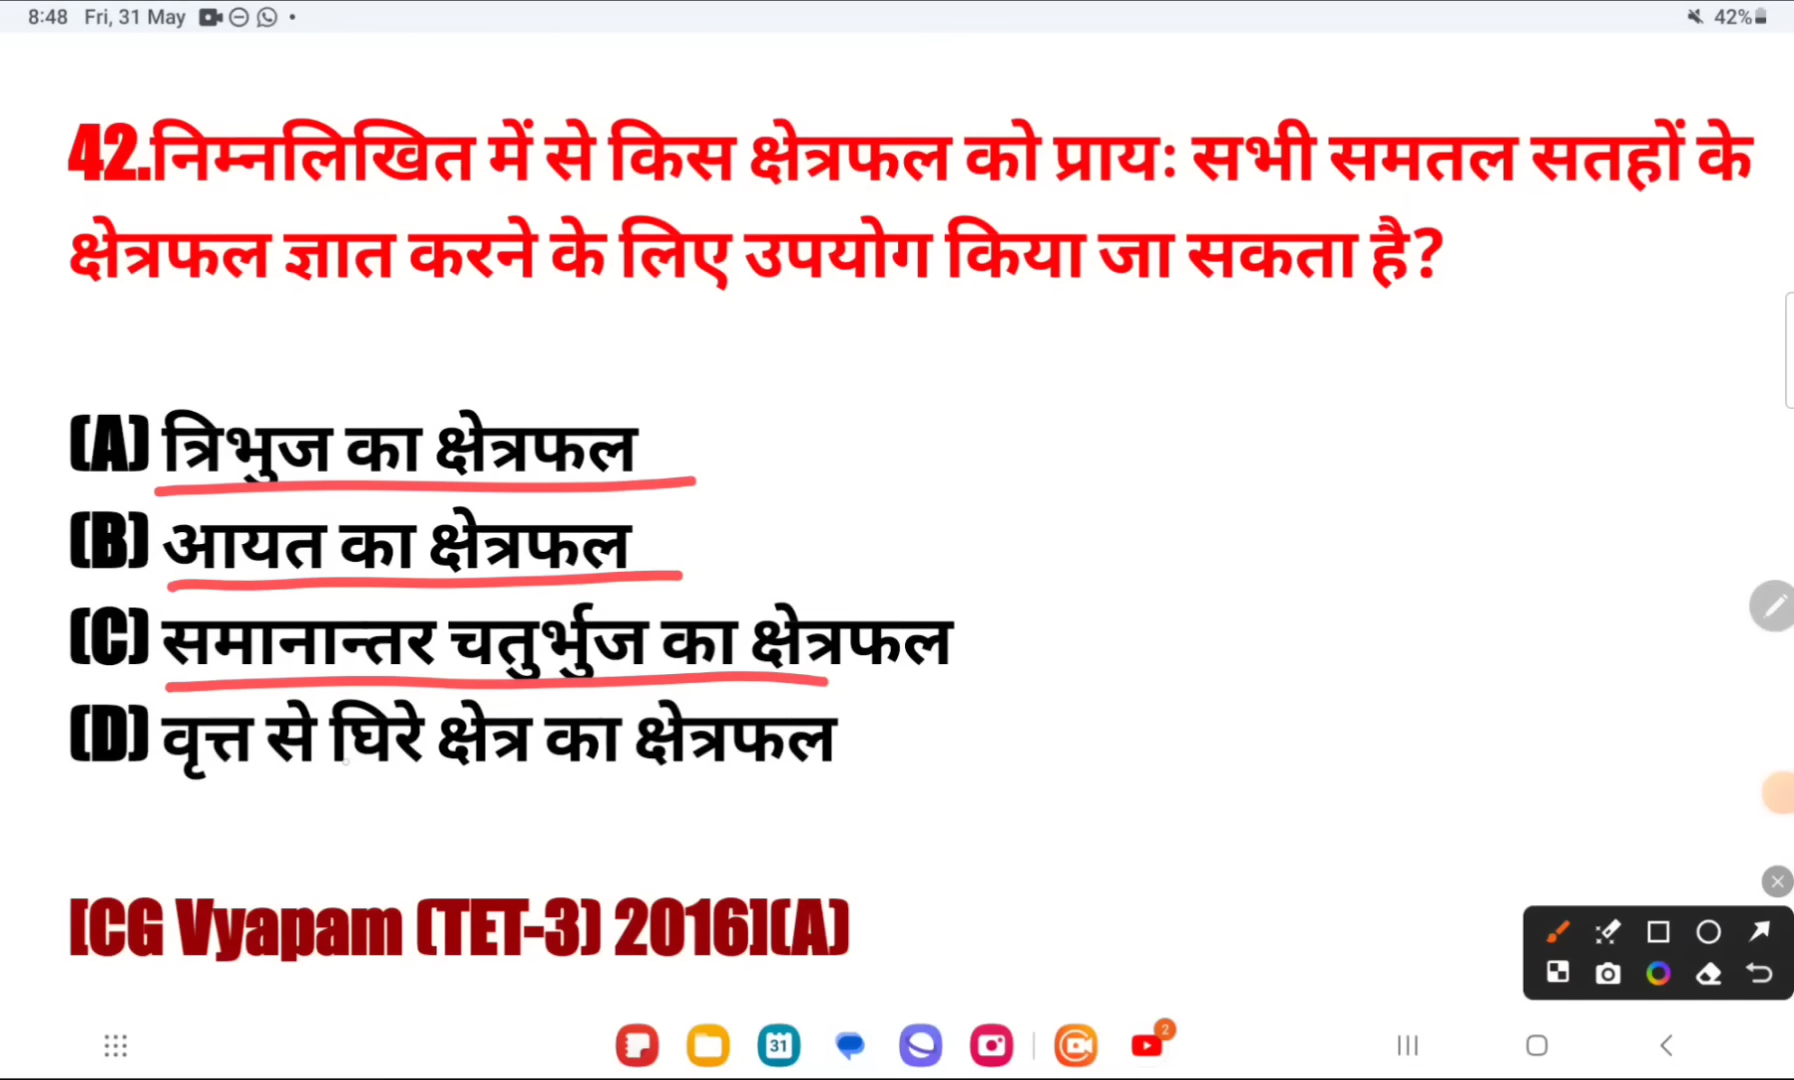 8:48 Fri, 31 May
42%
42.निम्नलिखित में से किस क्षेत्रफल को प्रायः सभी समतल सतहों के
क्षेत्रफल ज्ञात करने के लिए उपयोग किया जा सकता है?
(A) त्रिभुज का क्षेत्रफल
(B) आयत का क्षेत्रफल
(C) समानान्तर चतुर्भुज का क्षेत्रफल
(D) वृत्त से घिरे क्षेत्र का क्षेत्रफल
[CG Vyapam (TET-3) 2016](A)
31
2